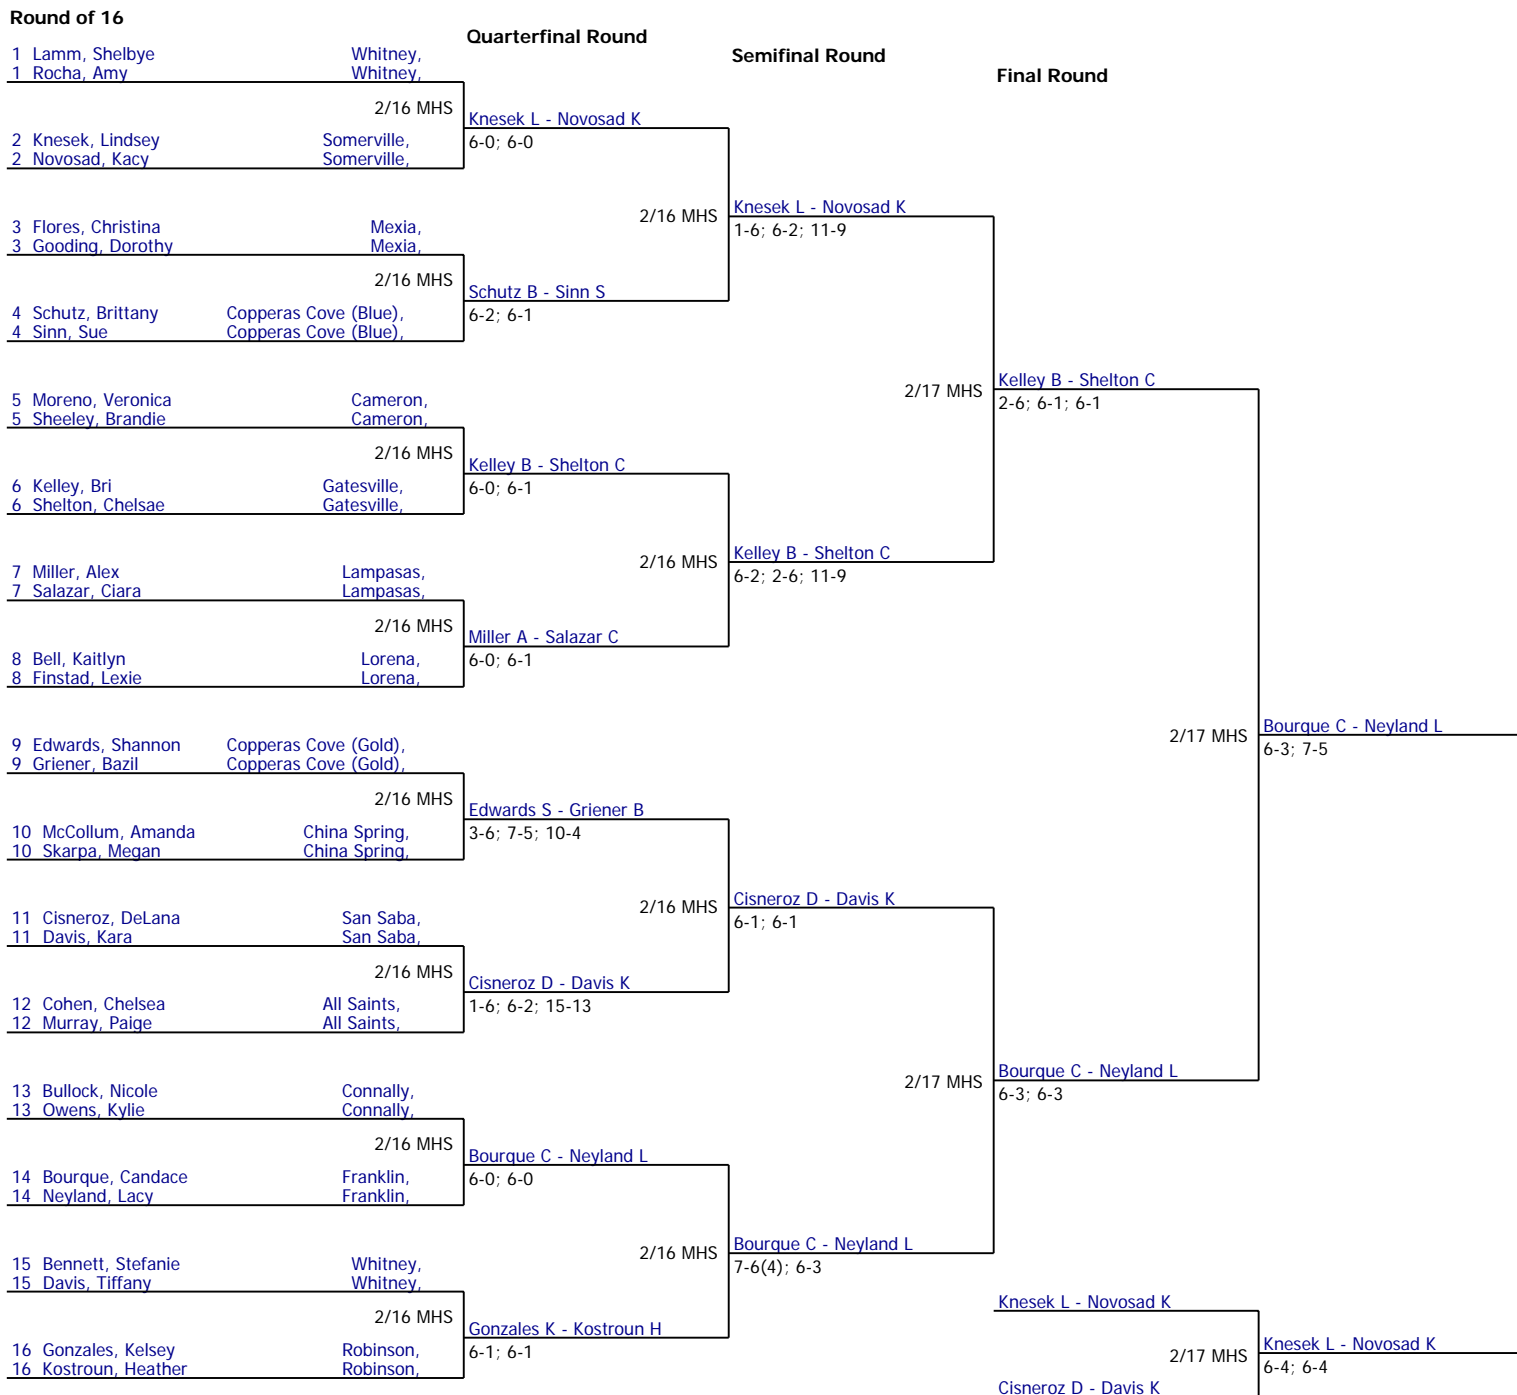 Round of 16
Quarterfinal Round
Semifinal Round
Final Round
1 Lamm, Shelbye Whitney,
1 Rocha, Amy Whitney,
2/16 MHS
Knesek L - Novosad K
6-0; 6-0
2 Knesek, Lindsey Somerville,
2 Novosad, Kacy Somerville,
2/16 MHS
Knesek L - Novosad K
1-6; 6-2; 11-9
3 Flores, Christina Mexia,
3 Gooding, Dorothy Mexia,
2/16 MHS
Schutz B - Sinn S
6-2; 6-1
4 Schutz, Brittany Copperas Cove (Blue),
4 Sinn, Sue Copperas Cove (Blue),
2/17 MHS
Kelley B - Shelton C
2-6; 6-1; 6-1
5 Moreno, Veronica Cameron,
5 Sheeley, Brandie Cameron,
2/16 MHS
Kelley B - Shelton C
6-0; 6-1
6 Kelley, Bri Gatesville,
6 Shelton, Chelsae Gatesville,
2/16 MHS
Kelley B - Shelton C
6-2; 2-6; 11-9
7 Miller, Alex Lampasas,
7 Salazar, Ciara Lampasas,
2/16 MHS
Miller A - Salazar C
6-0; 6-1
8 Bell, Kaitlyn Lorena,
8 Finstad, Lexie Lorena,
2/17 MHS
Bourque C - Neyland L
6-3; 7-5
9 Edwards, Shannon Copperas Cove (Gold),
9 Griener, Bazil Copperas Cove (Gold),
2/16 MHS
Edwards S - Griener B
3-6; 7-5; 10-4
10 McCollum, Amanda China Spring,
10 Skarpa, Megan China Spring,
2/16 MHS
Cisneroz D - Davis K
6-1; 6-1
11 Cisneroz, DeLana San Saba,
11 Davis, Kara San Saba,
2/16 MHS
Cisneroz D - Davis K
1-6; 6-2; 15-13
12 Cohen, Chelsea All Saints,
12 Murray, Paige All Saints,
2/17 MHS
Bourque C - Neyland L
6-3; 6-3
13 Bullock, Nicole Connally,
13 Owens, Kylie Connally,
2/16 MHS
Bourque C - Neyland L
6-0; 6-0
14 Bourque, Candace Franklin,
14 Neyland, Lacy Franklin,
2/16 MHS
Bourque C - Neyland L
7-6(4); 6-3
15 Bennett, Stefanie Whitney,
15 Davis, Tiffany Whitney,
2/16 MHS
Gonzales K - Kostroun H
6-1; 6-1
16 Gonzales, Kelsey Robinson,
16 Kostroun, Heather Robinson,
Knesek L - Novosad K
2/17 MHS
Knesek L - Novosad K
6-4; 6-4
Cisneroz D - Davis K